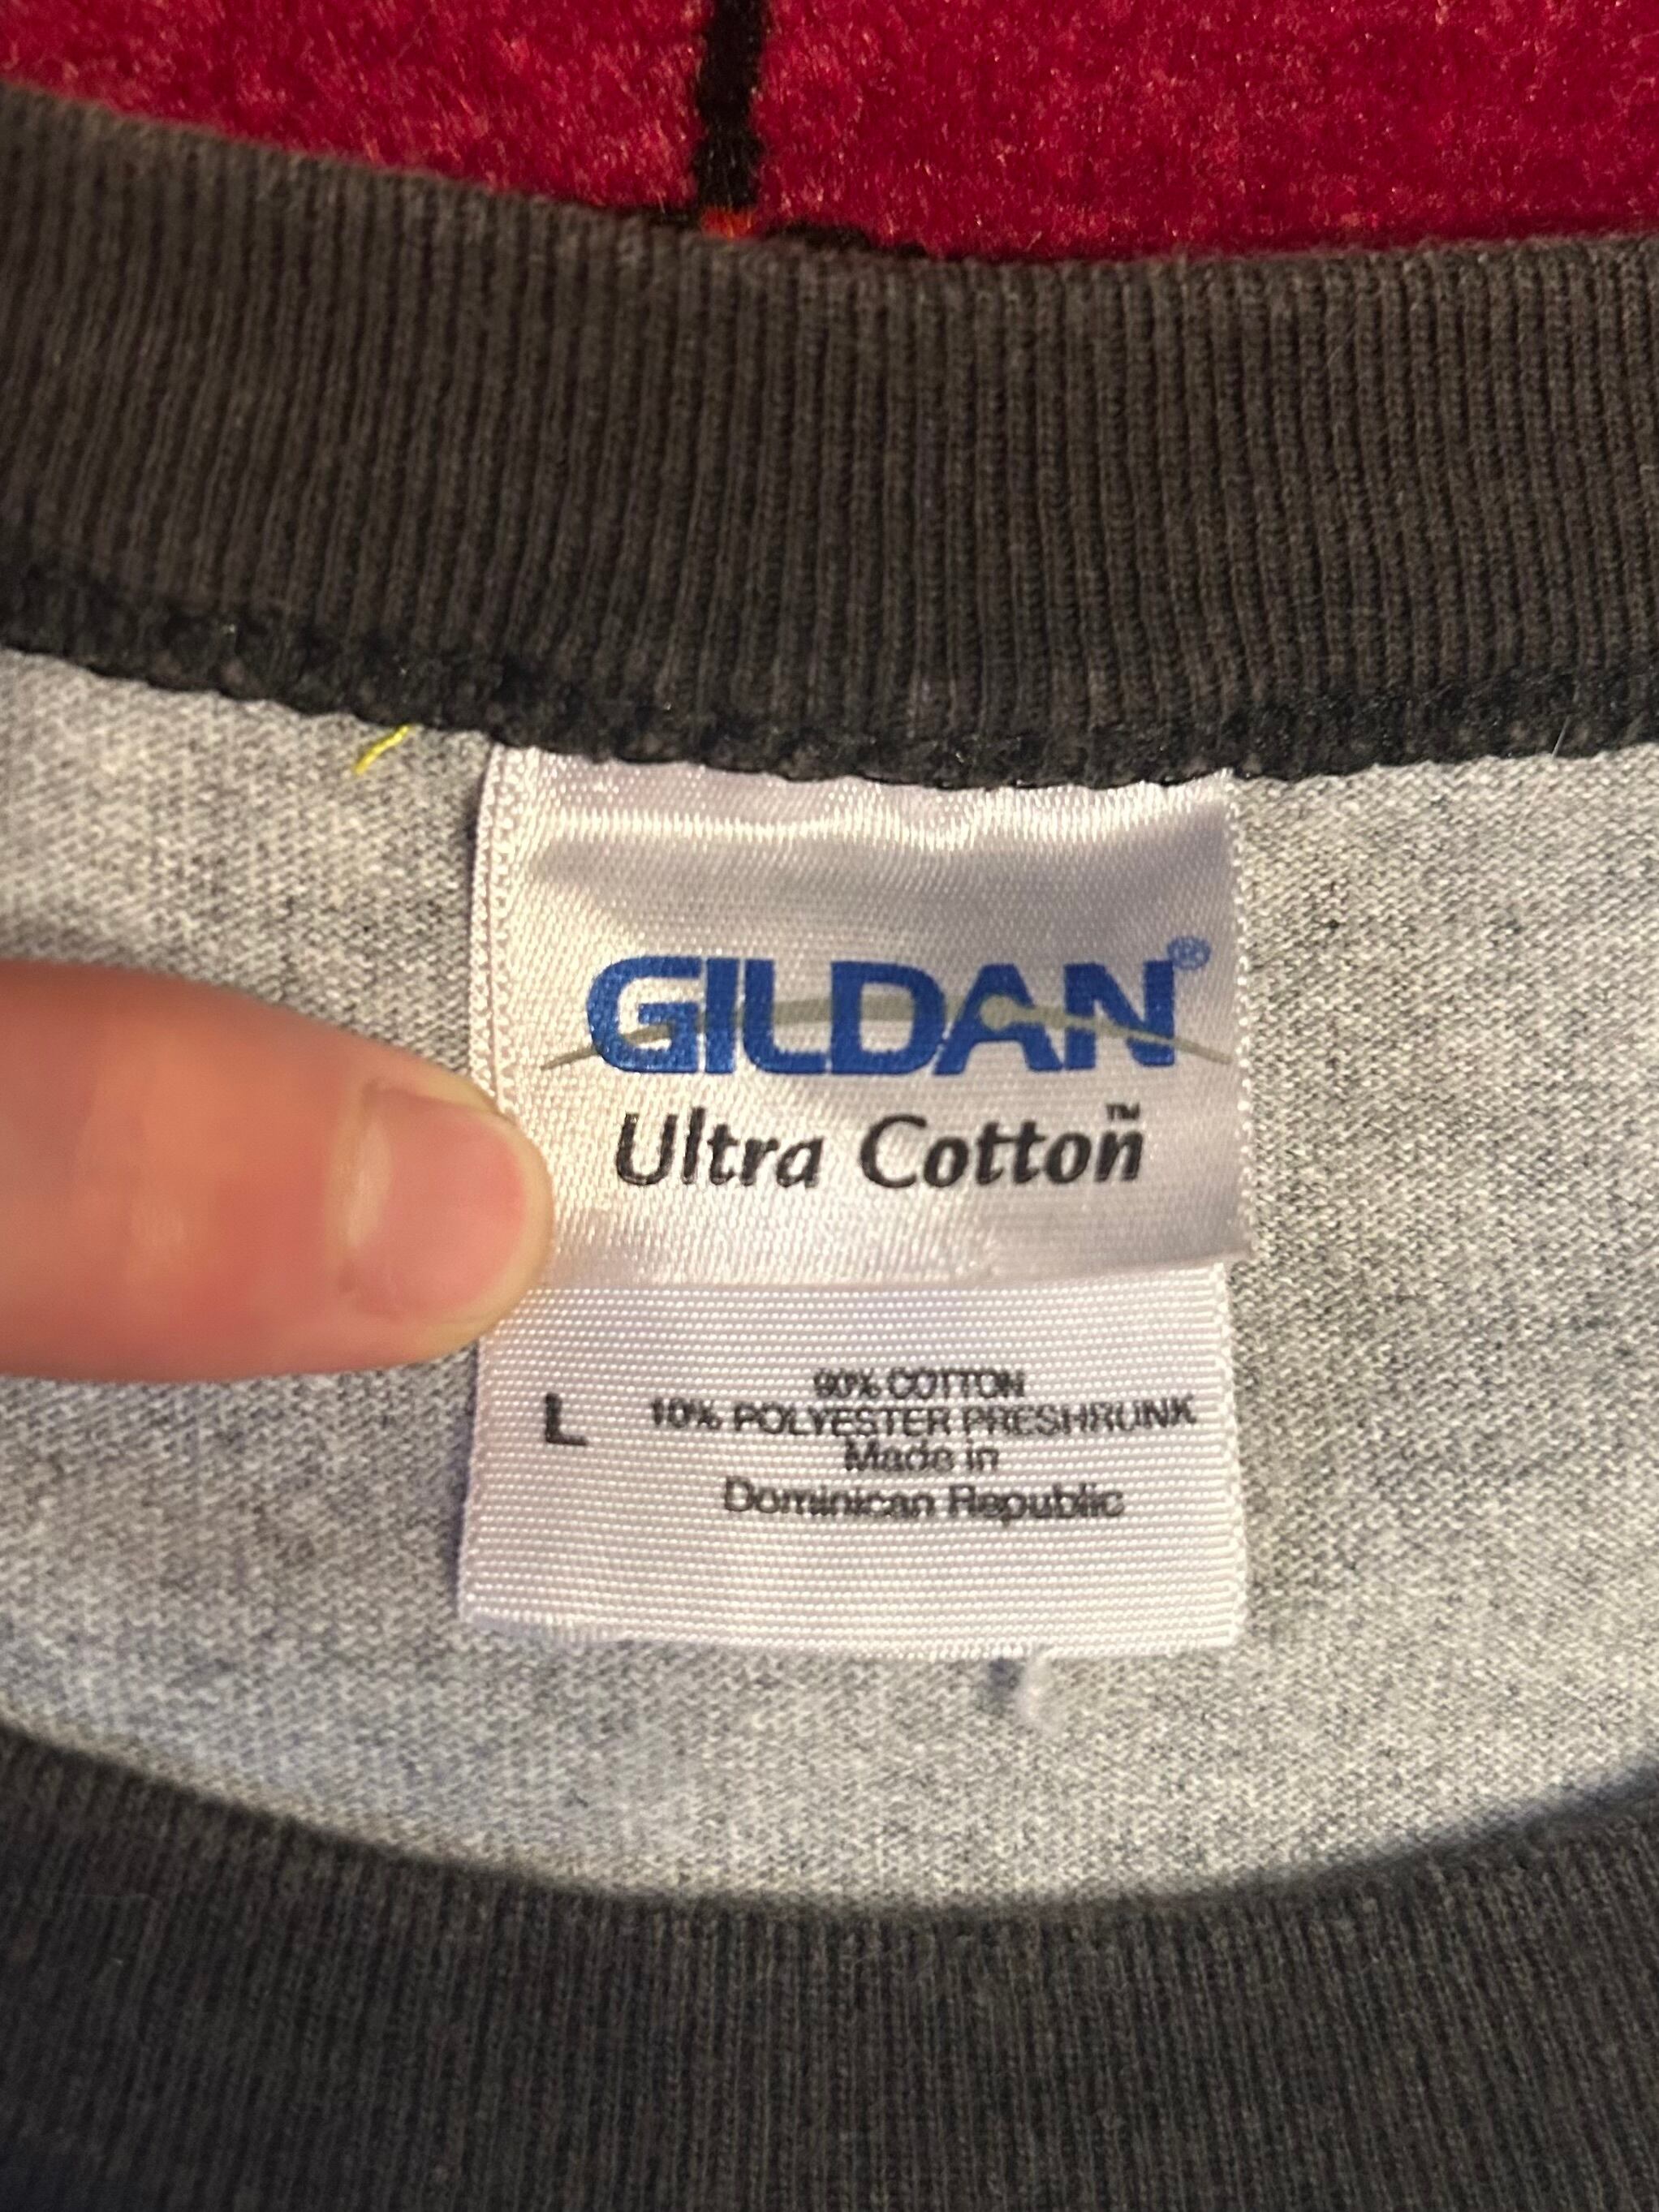 GILDAN®
Ultra Cotton™
L
90% COTTON
10% POLYESTER PRESHRUNK
Made in
Dominican Republic